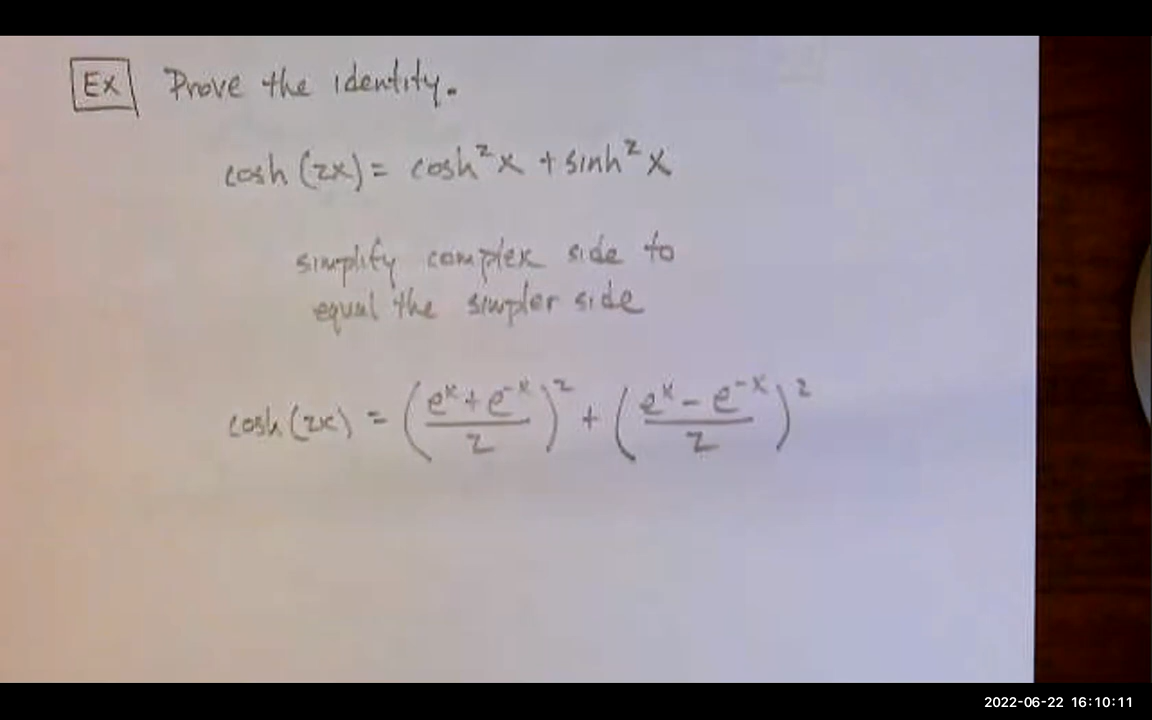 Ex Prove the identity.
cosh (2x) = cosh²x + sinh²x
simplify complex side to
equal the simpler side
cosh (2x) = ((eˣ + e⁻ˣ)/2)² + ((eˣ - e⁻ˣ)/2)²
2022-06-22 16:10:11